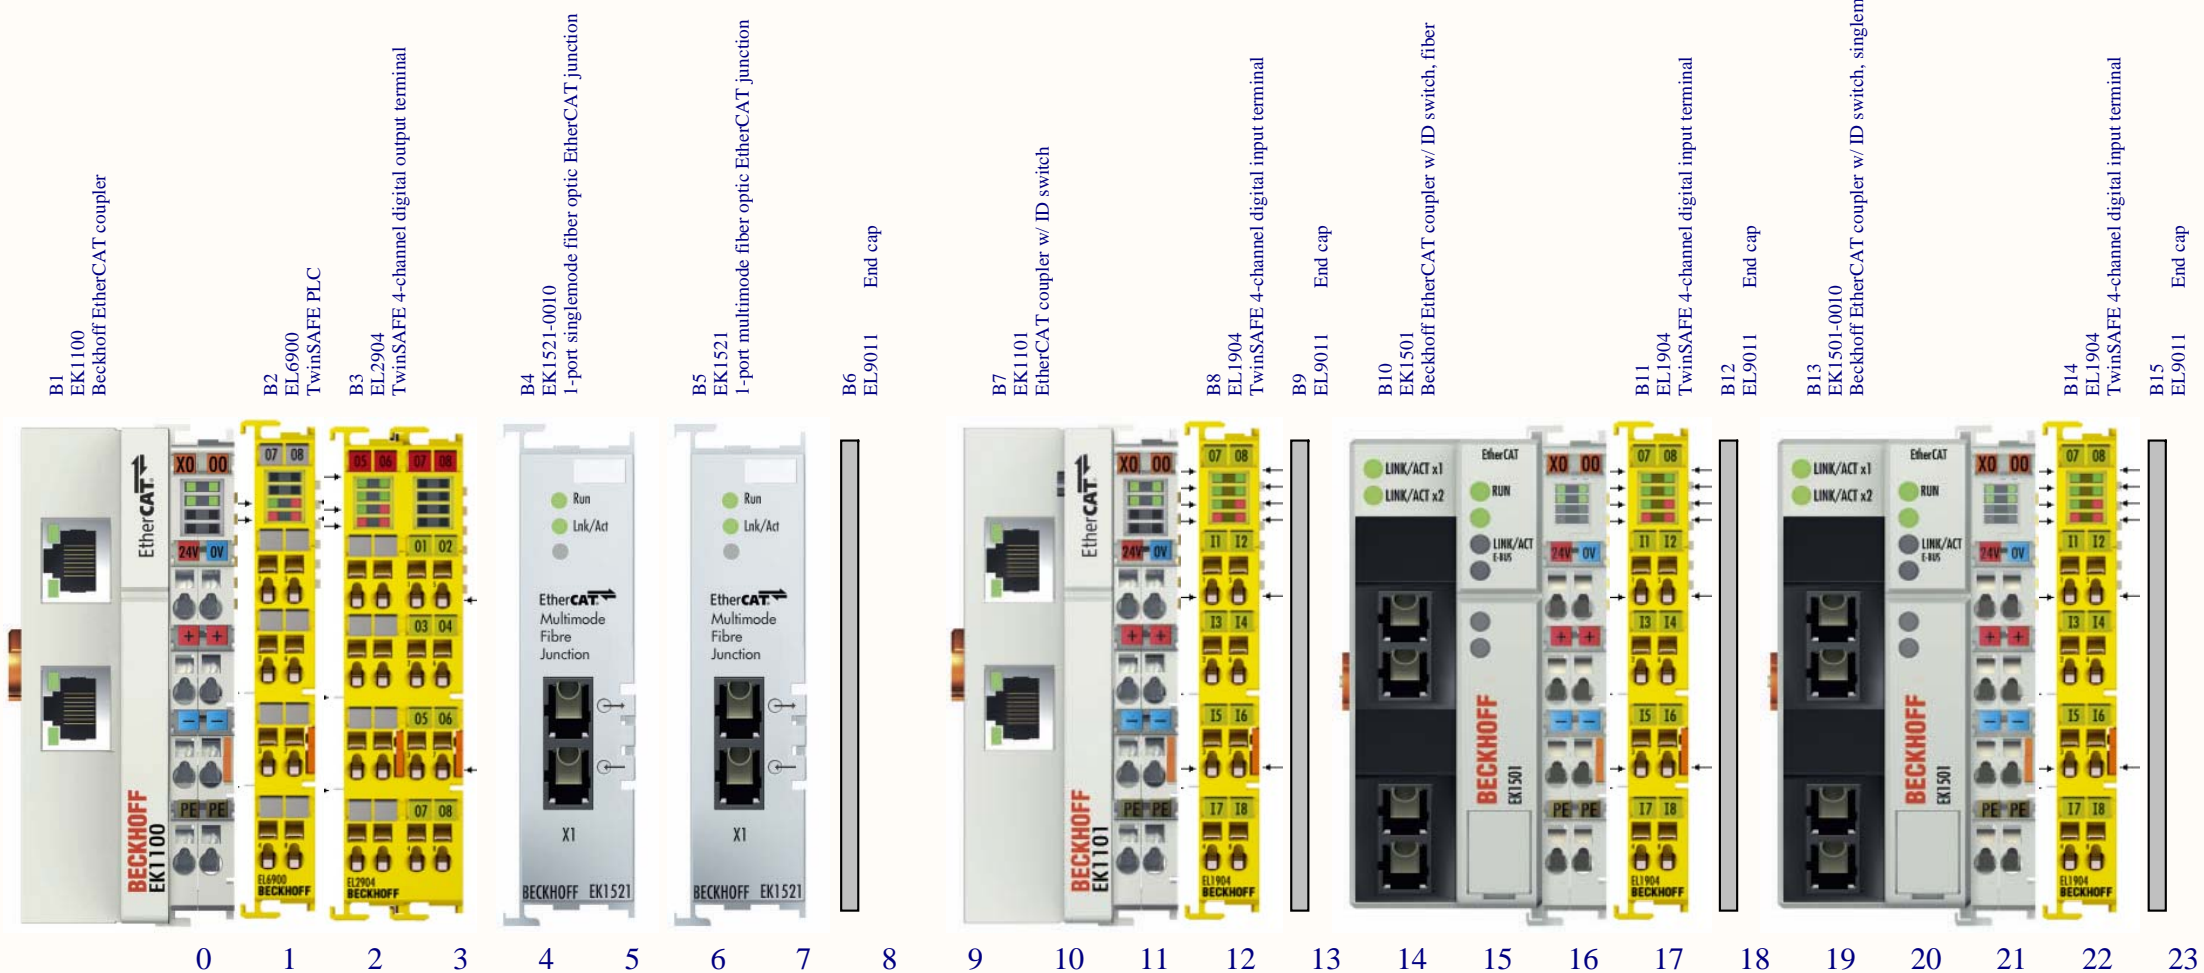 B1
EK1100
Beckhoff EtherCAT coupler
B2
EL6900
TwinSAFE PLC
B3
EL2904
TwinSAFE 4-channel digital output terminal
B4
EK1521-0010
1-port singlemode fiber optic EtherCAT junction
B5
EK1521
1-port multimode fiber optic EtherCAT junction
B6
EL9011 End cap
B7
EK1101
EtherCAT coupler w/ ID switch
B8
EL1904
TwinSAFE 4-channel digital input terminal
B9
EL9011 End cap
B10
EK1501
Beckhoff EtherCAT coupler w/ ID switch, fiber
B11
EL1904
TwinSAFE 4-channel digital input terminal
B12
EL9011 End cap
B13
EK1501-0010
Beckhoff EtherCAT coupler w/ ID switch, singlem
B14
EL1904
TwinSAFE 4-channel digital input terminal
B15
EL9011 End cap
EtherCAT
BECKHOFF
EK1100
X0 00
24V 0V
+ +
− −
PE PE
07 08
EL6900
BECKHOFF
05 06 07 08
01 02
03 04
05 06
07 08
EL2904
BECKHOFF
Run
Lnk/Act
EtherCAT
Multimode
Fibre
Junction
X1
BECKHOFF EK1521
Run
Lnk/Act
EtherCAT
Multimode
Fibre
Junction
X1
BECKHOFF EK1521
EtherCAT
BECKHOFF
EK1101
X0 00
24V 0V
+ +
− −
PE PE
07 08
I1 I2
I3 I4
I5 I6
I7 I8
EL1904
BECKHOFF
LINK/ACT x1
LINK/ACT x2
EtherCAT
RUN
LINK/ACT
E-BUS
BECKHOFF
EK1501
X0 00
24V 0V
+ +
− −
PE PE
07 08
I1 I2
I3 I4
I5 I6
I7 I8
EL1904
BECKHOFF
LINK/ACT x1
LINK/ACT x2
EtherCAT
RUN
LINK/ACT
E-BUS
BECKHOFF
EK1501
X0 00
24V 0V
+ +
− −
PE PE
07 08
I1 I2
I3 I4
I5 I6
I7 I8
EL1904
BECKHOFF
0 1 2 3 4 5 6 7 8 9 10 11 12 13 14 15 16 17 18 19 20 21 22 23